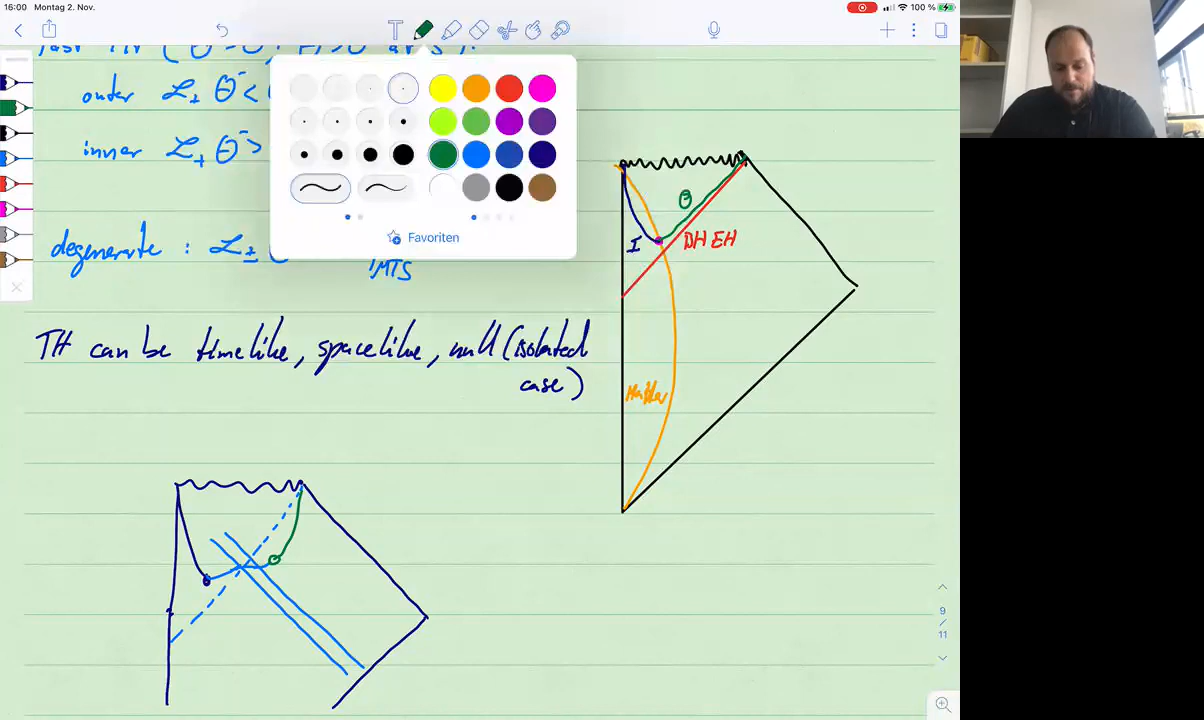 16:00 Montag 2. Nov.
100 %
T
outer ℒ± Θ⁻ <
inner ℒ+ Θ⁻ >
degenerate : ℒ±
MTS
Favoriten
TH can be timelike, spacelike, null (isolated
case)
Θ
I
DH EH
Matter
9
/
11